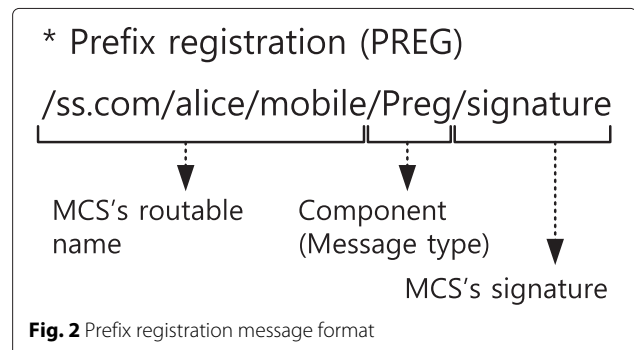 * Prefix registration (PREG)
/ss.com/alice/mobile/Preg/signature
MCS's routable
name
Component
(Message type)
MCS's signature
Fig. 2 Prefix registration message format